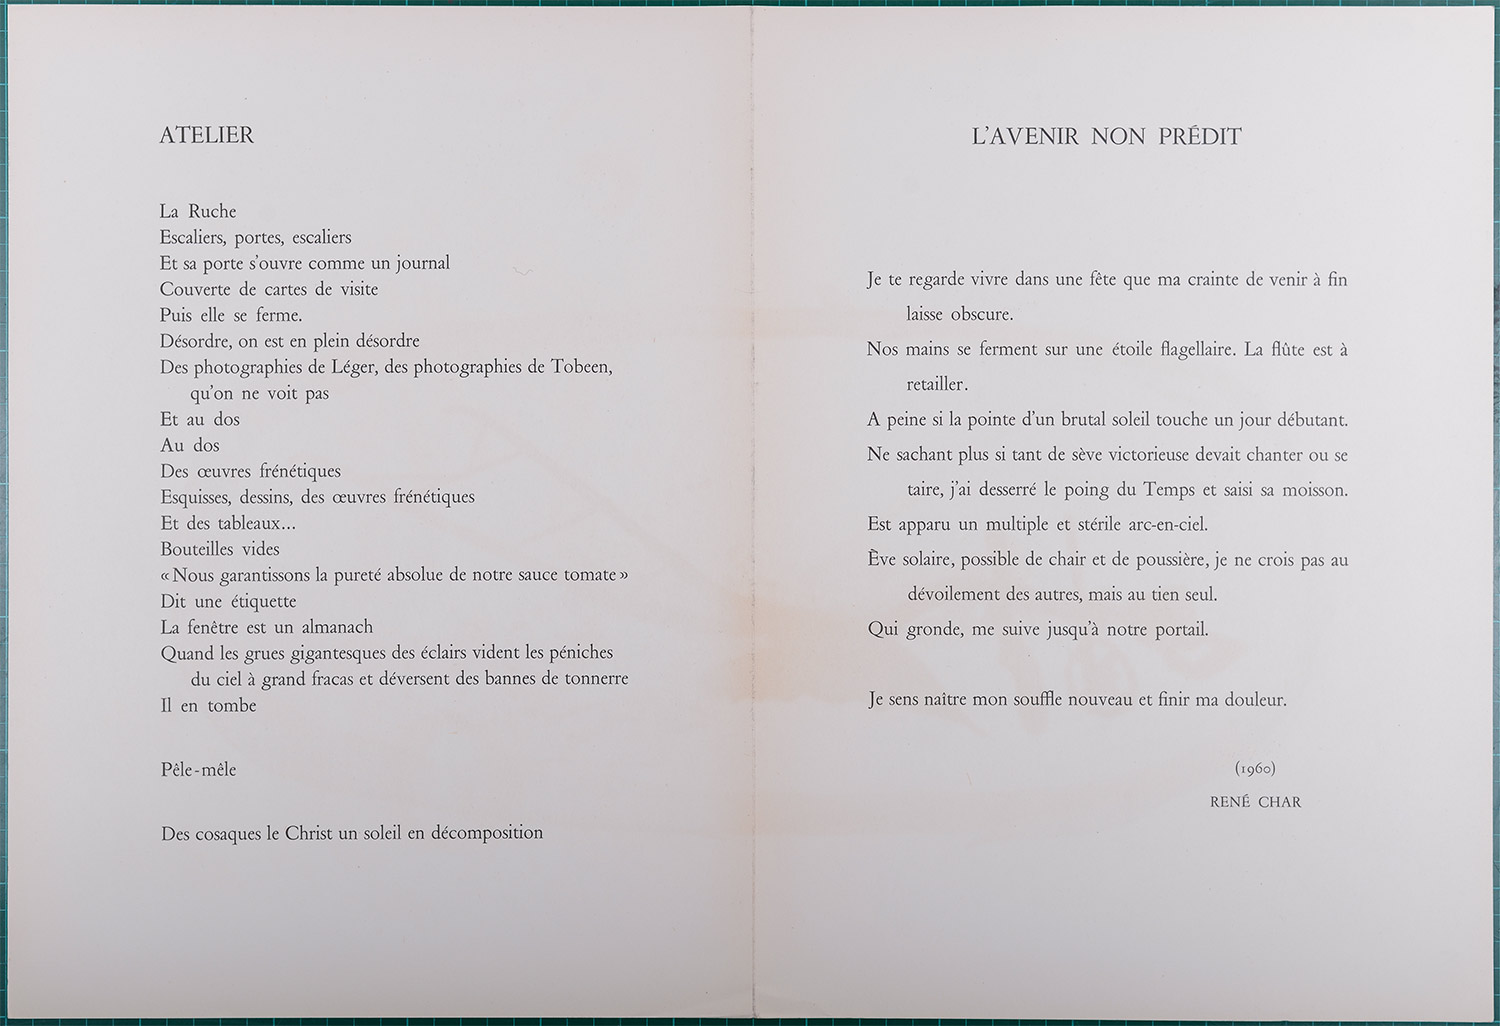 ATELIER
La Ruche
Escaliers, portes, escaliers
Et sa porte s'ouvre comme un journal
Couverte de cartes de visite
Puis elle se ferme.
Désordre, on est en plein désordre
Des photographies de Léger, des photographies de Tobeen,
qu'on ne voit pas
Et au dos
Au dos
Des œuvres frénétiques
Esquisses, dessins, des œuvres frénétiques
Et des tableaux...
Bouteilles vides
« Nous garantissons la pureté absolue de notre sauce tomate »
Dit une étiquette
La fenêtre est un almanach
Quand les grues gigantesques des éclairs vident les péniches
du ciel à grand fracas et déversent des bannes de tonnerre
Il en tombe
Pêle-mêle
Des cosaques le Christ un soleil en décomposition
L'AVENIR NON PRÉDIT
Je te regarde vivre dans une fête que ma crainte de venir à fin
laisse obscure.
Nos mains se ferment sur une étoile flagellaire. La flûte est à
retailler.
A peine si la pointe d'un brutal soleil touche un jour débutant.
Ne sachant plus si tant de sève victorieuse devait chanter ou se
taire, j'ai desserré le poing du Temps et saisi sa moisson.
Est apparu un multiple et stérile arc-en-ciel.
Ève solaire, possible de chair et de poussière, je ne crois pas au
dévoilement des autres, mais au tien seul.
Qui gronde, me suive jusqu'à notre portail.
Je sens naître mon souffle nouveau et finir ma douleur.
(1960)
RENÉ CHAR